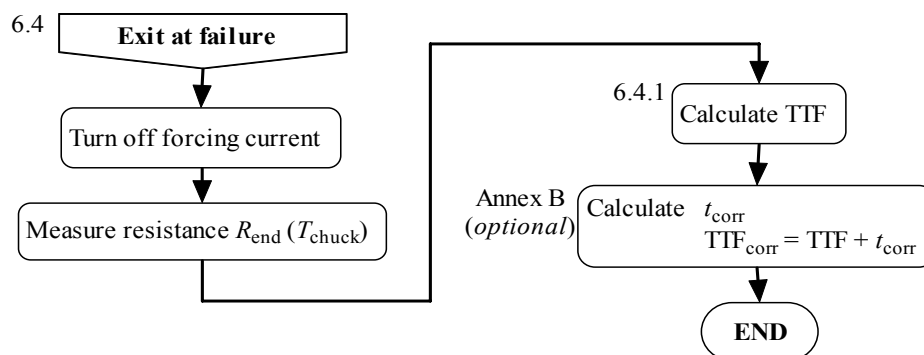 6.4
Exit at failure
Turn off forcing current
Measure resistance R_end (T_chuck)
6.4.1
Calculate TTF
Annex B
(optional)
Calculate t_corr
TTF_corr = TTF + t_corr
END